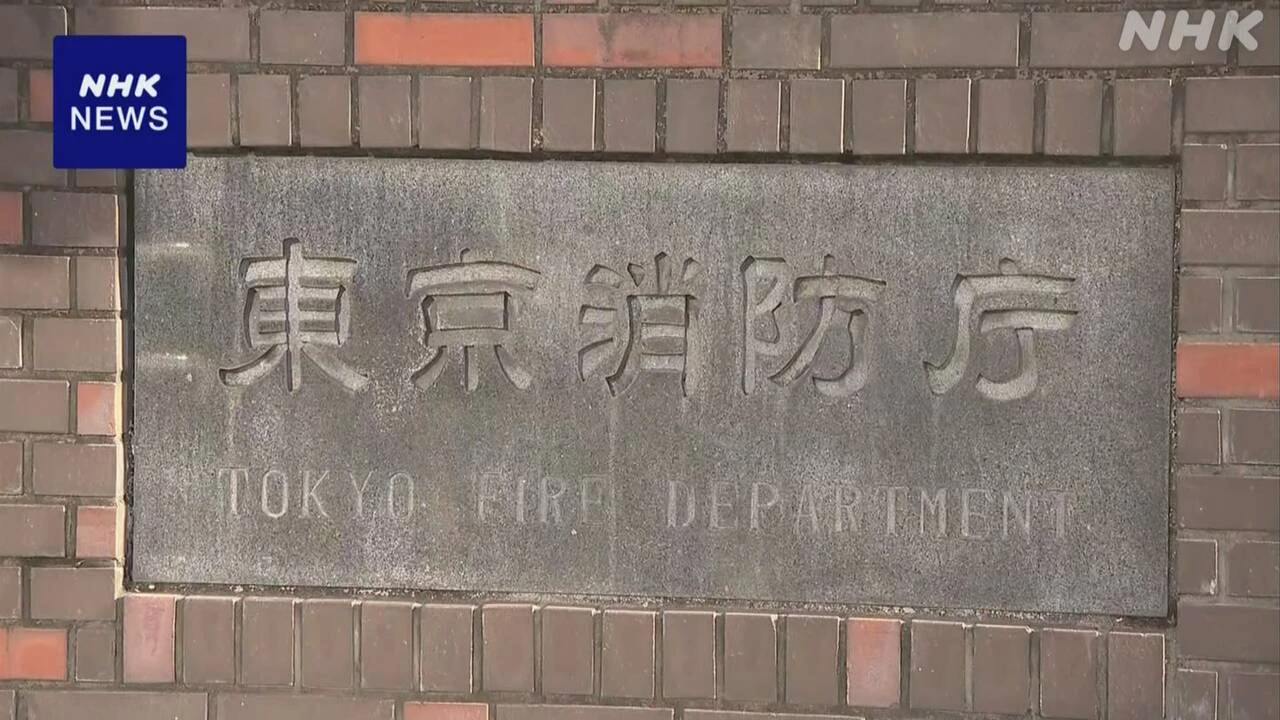 NHK
NHK
NEWS
東京消防庁
TOKYO FIRE DEPARTMENT